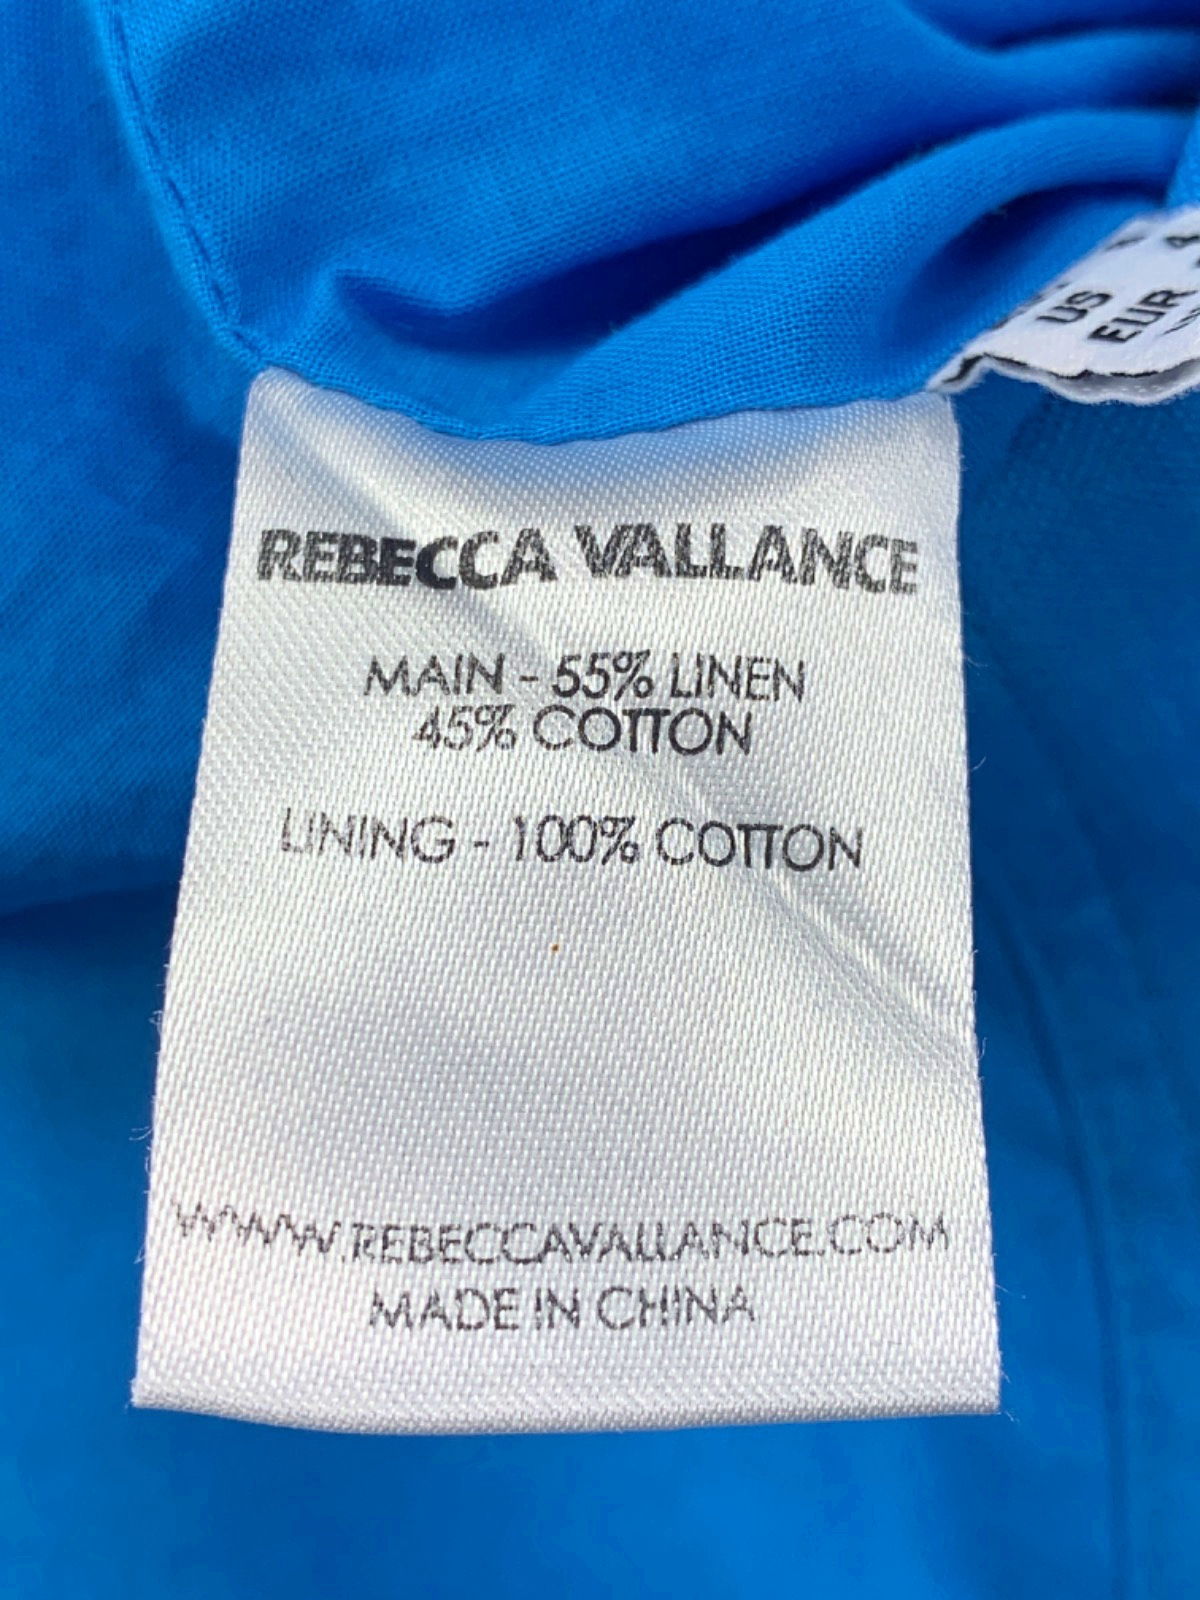 US
EUR
REBECCA VALLANCE
MAIN - 55% LINEN
45% COTTON
LINING - 100% COTTON
WWW.REBECCAVALLANCE.COM
MADE IN CHINA